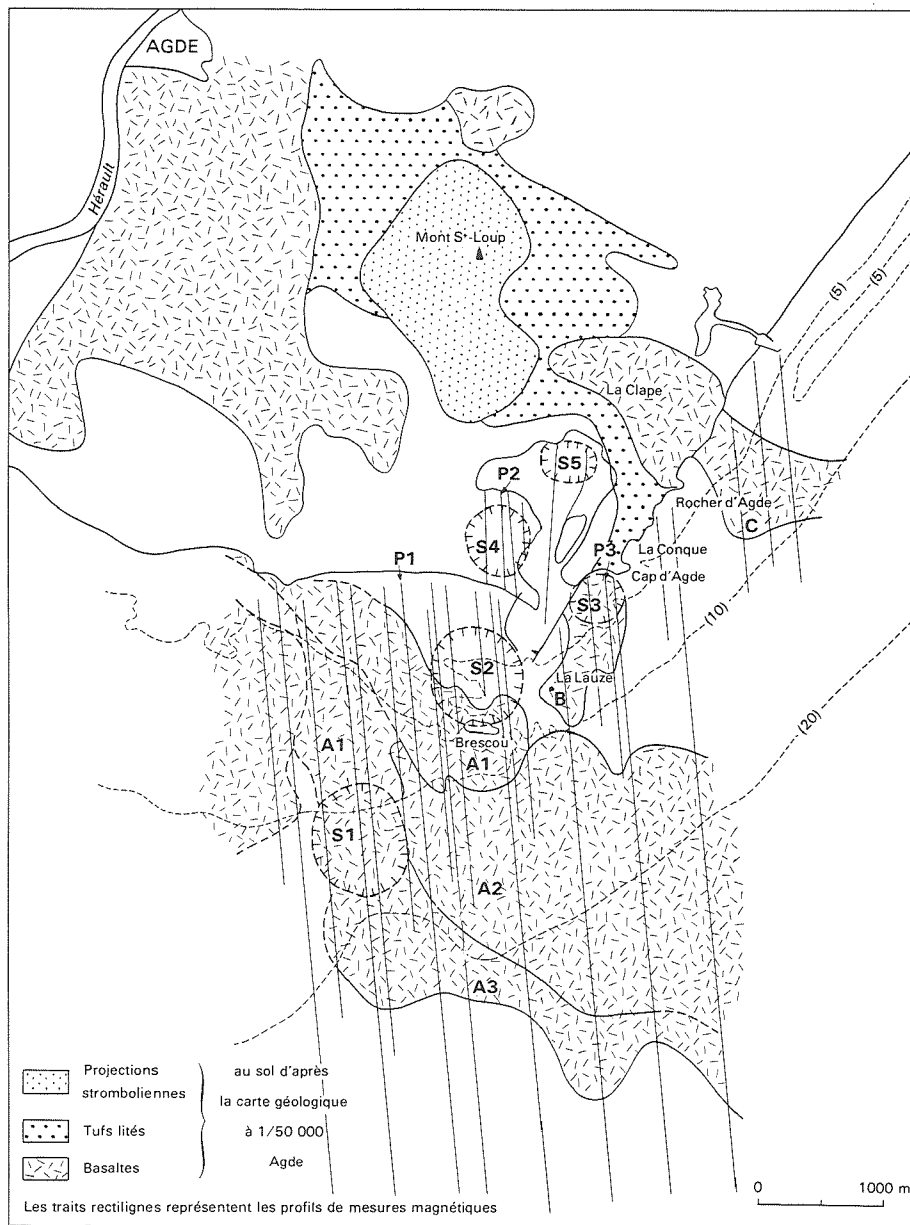 AGDE
Hérault
Mont St-Loup
(5)
(5)
La Clape
S5
P2
Rocher d'Agde
C
S4
P1
P3
La Conque
Cap d'Agde
S3
(10)
S2
La Lauze
B
(20)
A1
Brescou
A1
S1
A2
A3
Projections
stromboliennes
Tufs lités
Basaltes
au sol d'après
la carte géologique
à 1/50 000
Agde
Les traits rectilignes représentent les profils de mesures magnétiques
0 1000 m